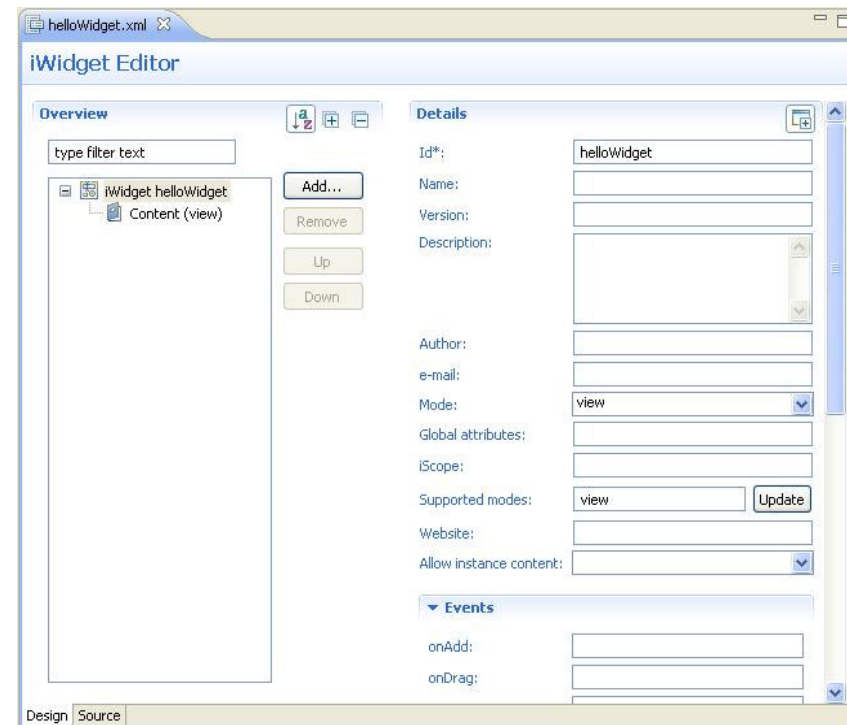 helloWidget.xml
iWidget Editor
Overview
type filter text
iWidget helloWidget
Content (view)
Add...
Remove
Up
Down
Details
Id*: helloWidget
Name:
Version:
Description:
Author:
e-mail:
Mode: view
Global attributes:
iScope:
Supported modes: view Update
Website:
Allow instance content:
Events
onAdd:
onDrag:
Design Source